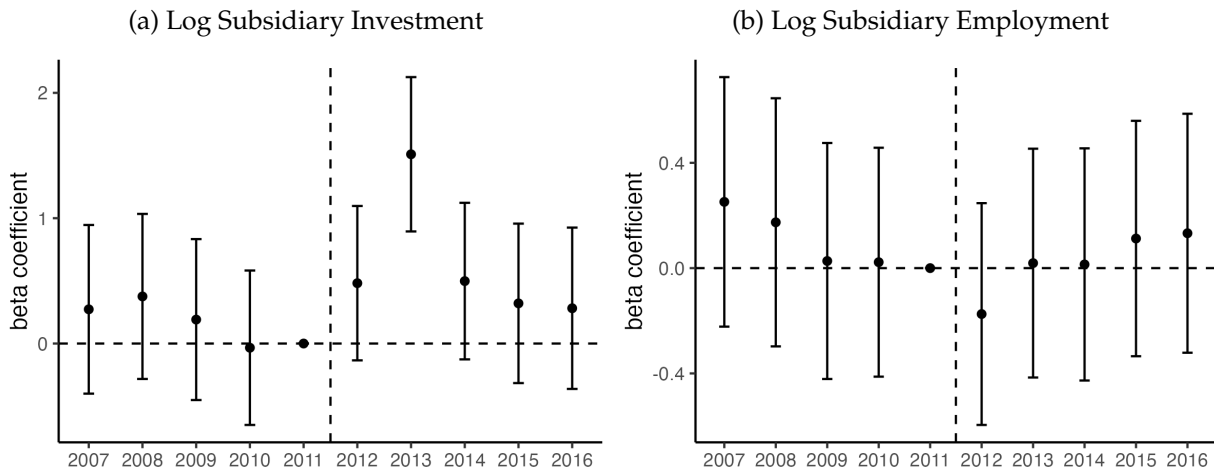 (a) Log Subsidiary Investment
2
1
0
beta coefficient
2007 2008 2009 2010 2011 2012 2013 2014 2015 2016
(b) Log Subsidiary Employment
0.4
0.0
-0.4
beta coefficient
2007 2008 2009 2010 2011 2012 2013 2014 2015 2016